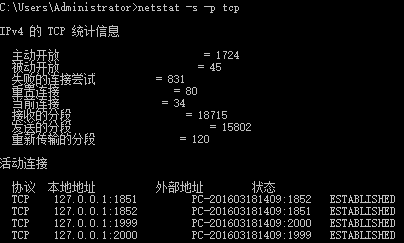 C:\Users\Administrator>netstat -s -p tcp
IPv4 的 TCP 统计信息
主动开放 = 1724
被动开放 = 45
失败的连接尝试 = 831
重置连接 = 80
当前连接 = 34
接收的分段 = 18715
发送的分段 = 15802
重新传输的分段 = 120
活动连接
协议 本地地址 外部地址 状态
TCP 127.0.0.1:1851 PC-201603181409:1852 ESTABLISHED
TCP 127.0.0.1:1852 PC-201603181409:1851 ESTABLISHED
TCP 127.0.0.1:1999 PC-201603181409:2000 ESTABLISHED
TCP 127.0.0.1:2000 PC-201603181409:1999 ESTABLISHED